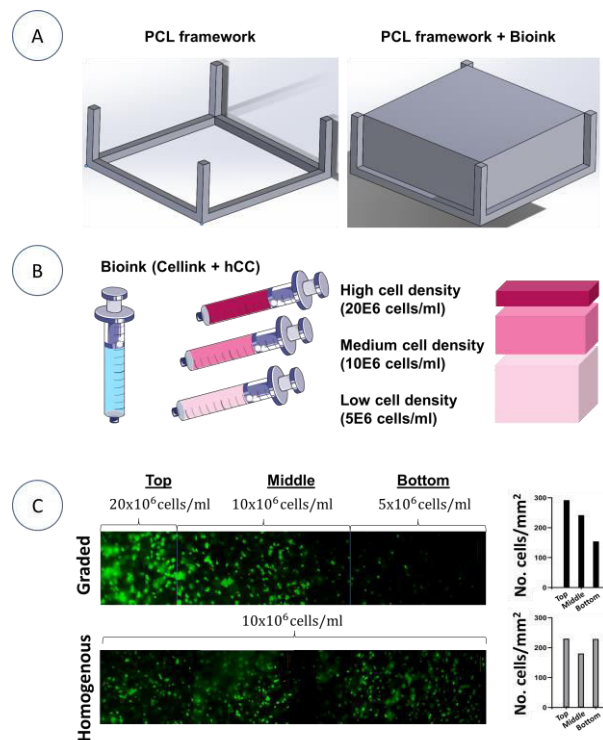 A
PCL framework
PCL framework + Bioink
B
Bioink (Cellink + hCC)
High cell density
(20E6 cells/ml)
Medium cell density
(10E6 cells/ml)
Low cell density
(5E6 cells/ml)
C
Top
Middle
Bottom
20x10⁶cells/ml
10x10⁶cells/ml
5x10⁶cells/ml
Graded
No. cells/mm²
300
200
100
0
Top
Middle
Bottom
10x10⁶cells/ml
Homogenous
No. cells/mm²
300
200
100
0
Top
Middle
Bottom